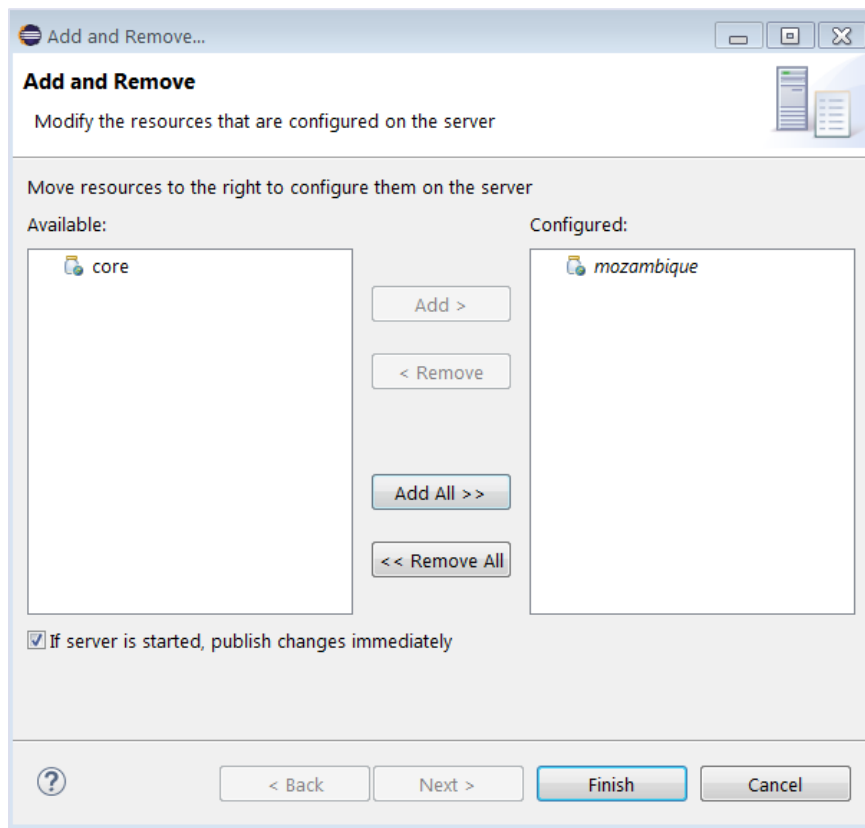 Add and Remove...
Add and Remove
Modify the resources that are configured on the server
Move resources to the right to configure them on the server
Available:
Configured:
core
mozambique
Add >
< Remove
Add All >>
<< Remove All
If server is started, publish changes immediately
?
< Back
Next >
Finish
Cancel